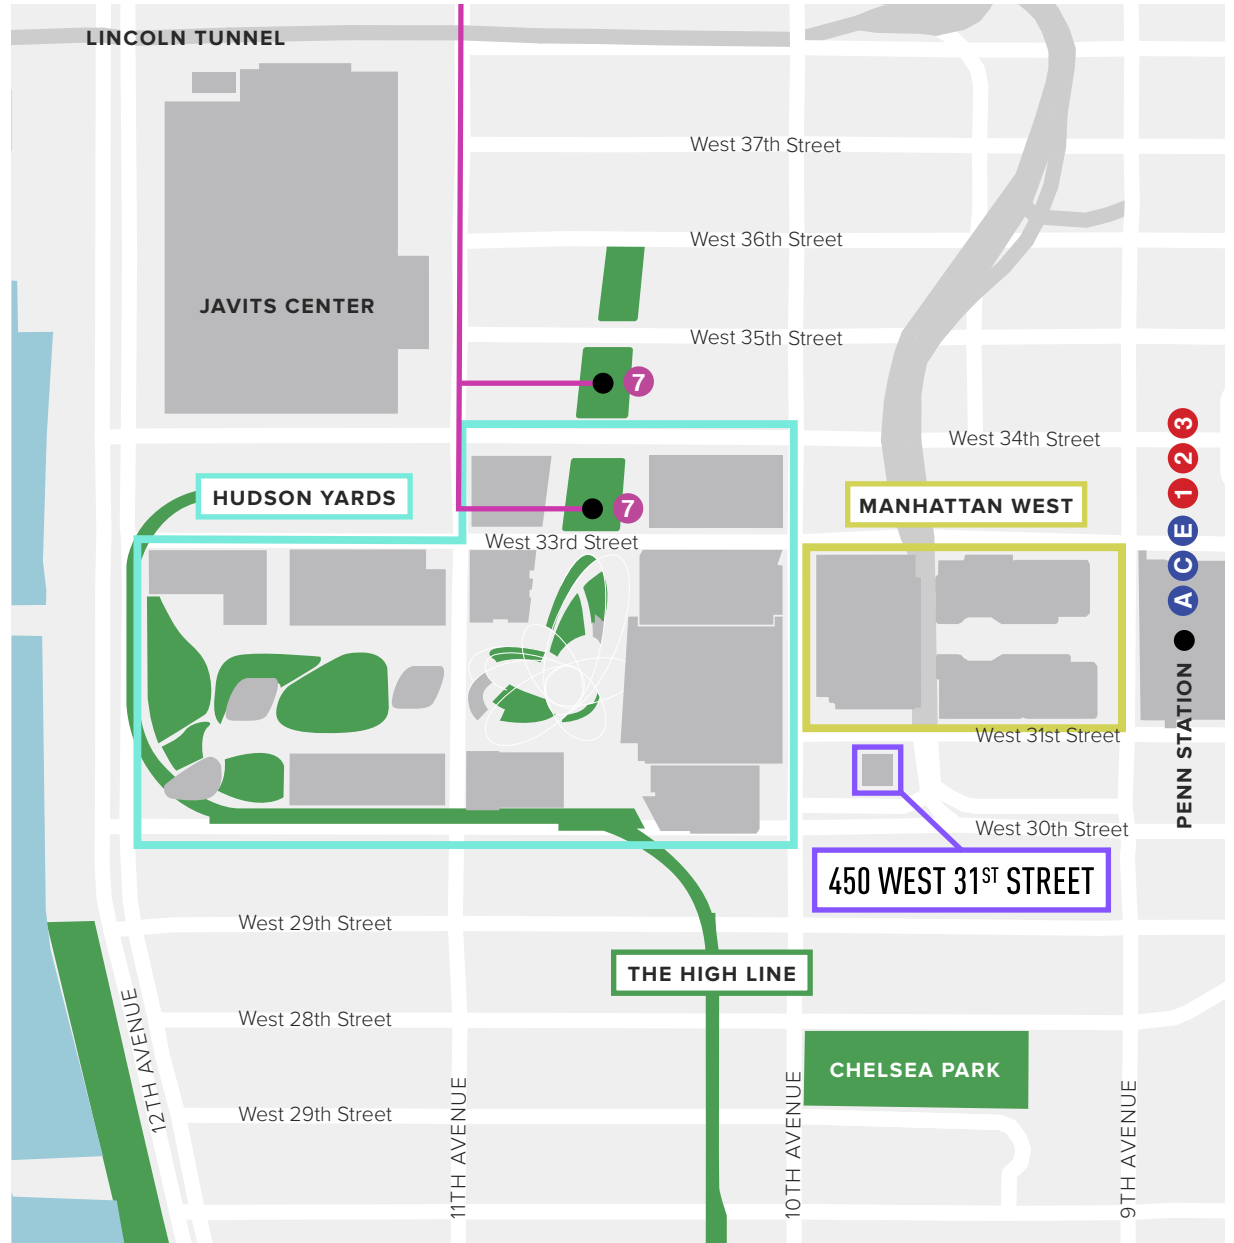 LINCOLN TUNNEL
West 37th Street
West 36th Street
JAVITS CENTER
West 35th Street
7
West 34th Street
HUDSON YARDS
7
MANHATTAN WEST
West 33rd Street
PENN STATION A C E 1 2 3
West 31st Street
West 30th Street
450 WEST 31ST STREET
West 29th Street
THE HIGH LINE
West 28th Street
CHELSEA PARK
West 29th Street
12TH AVENUE
11TH AVENUE
10TH AVENUE
9TH AVENUE